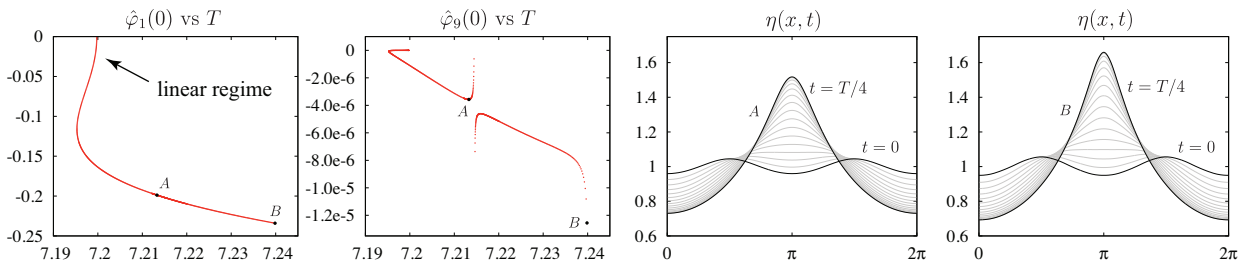 φ̂₁(0) vs T
0
-0.05
-0.1
-0.15
-0.2
-0.25
linear regime
A
B
7.19 7.2 7.21 7.22 7.23 7.24
φ̂₉(0) vs T
0
-2.0e-6
-4.0e-6
-6.0e-6
-8.0e-6
-1.0e-5
-1.2e-5
A
B
7.19 7.2 7.21 7.22 7.23 7.24
η(x, t)
1.6
1.4
1.2
1
0.8
0.6
A
t = T/4
t = 0
0 π 2π
η(x, t)
1.6
1.4
1.2
1
0.8
0.6
B
t = T/4
t = 0
0 π 2π